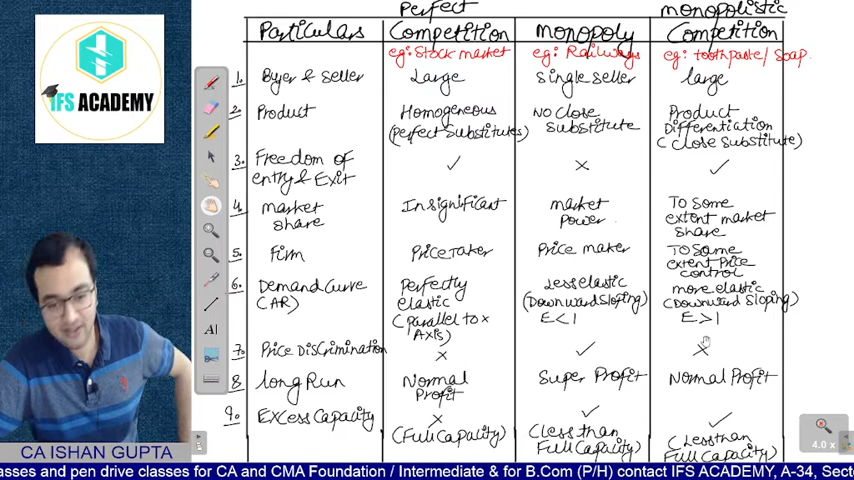 Perfect
Competition
monopolistic
Competition
Particulars
monopoly
eg: Stock market
eg: Railways
eg: toothpaste/ Soap.
1. Byer & Seller
Large
Single seller
large
2. Product
Homogeneous
(Perfect Substitutes)
NO close
Substitute
Product
Differentiation
(Close Substitute)
3. Freedom of
entry & Exit
✓
×
✓
4. market
share
Insignificant
market
Power
To Some
extent market
share
5. Firm
Price Taker
Price maker
To Some
extent Price
control
6. Demand Curve
(AR)
Perfectly
elastic
(parallel to x
Axis)
Less elastic
(Downward Sloping)
E < 1
more elastic
(Downward Sloping)
E > 1
7. Price Discrimination
×
✓
×
8 long Run
Normal
Profit
Super Profit
Normal Profit
9. Excess Capacity
×
(Full Capacity)
✓
(less than
Full Capacity)
✓
(Less than
Full Capacity)
IFS ACADEMY
A
4.0 x
CA ISHAN GUPTA
asses and pen drive classes for CA and CMA Foundation / Intermediate & for B.Com (P/H) contact IFS ACADEMY, A-34, Sect